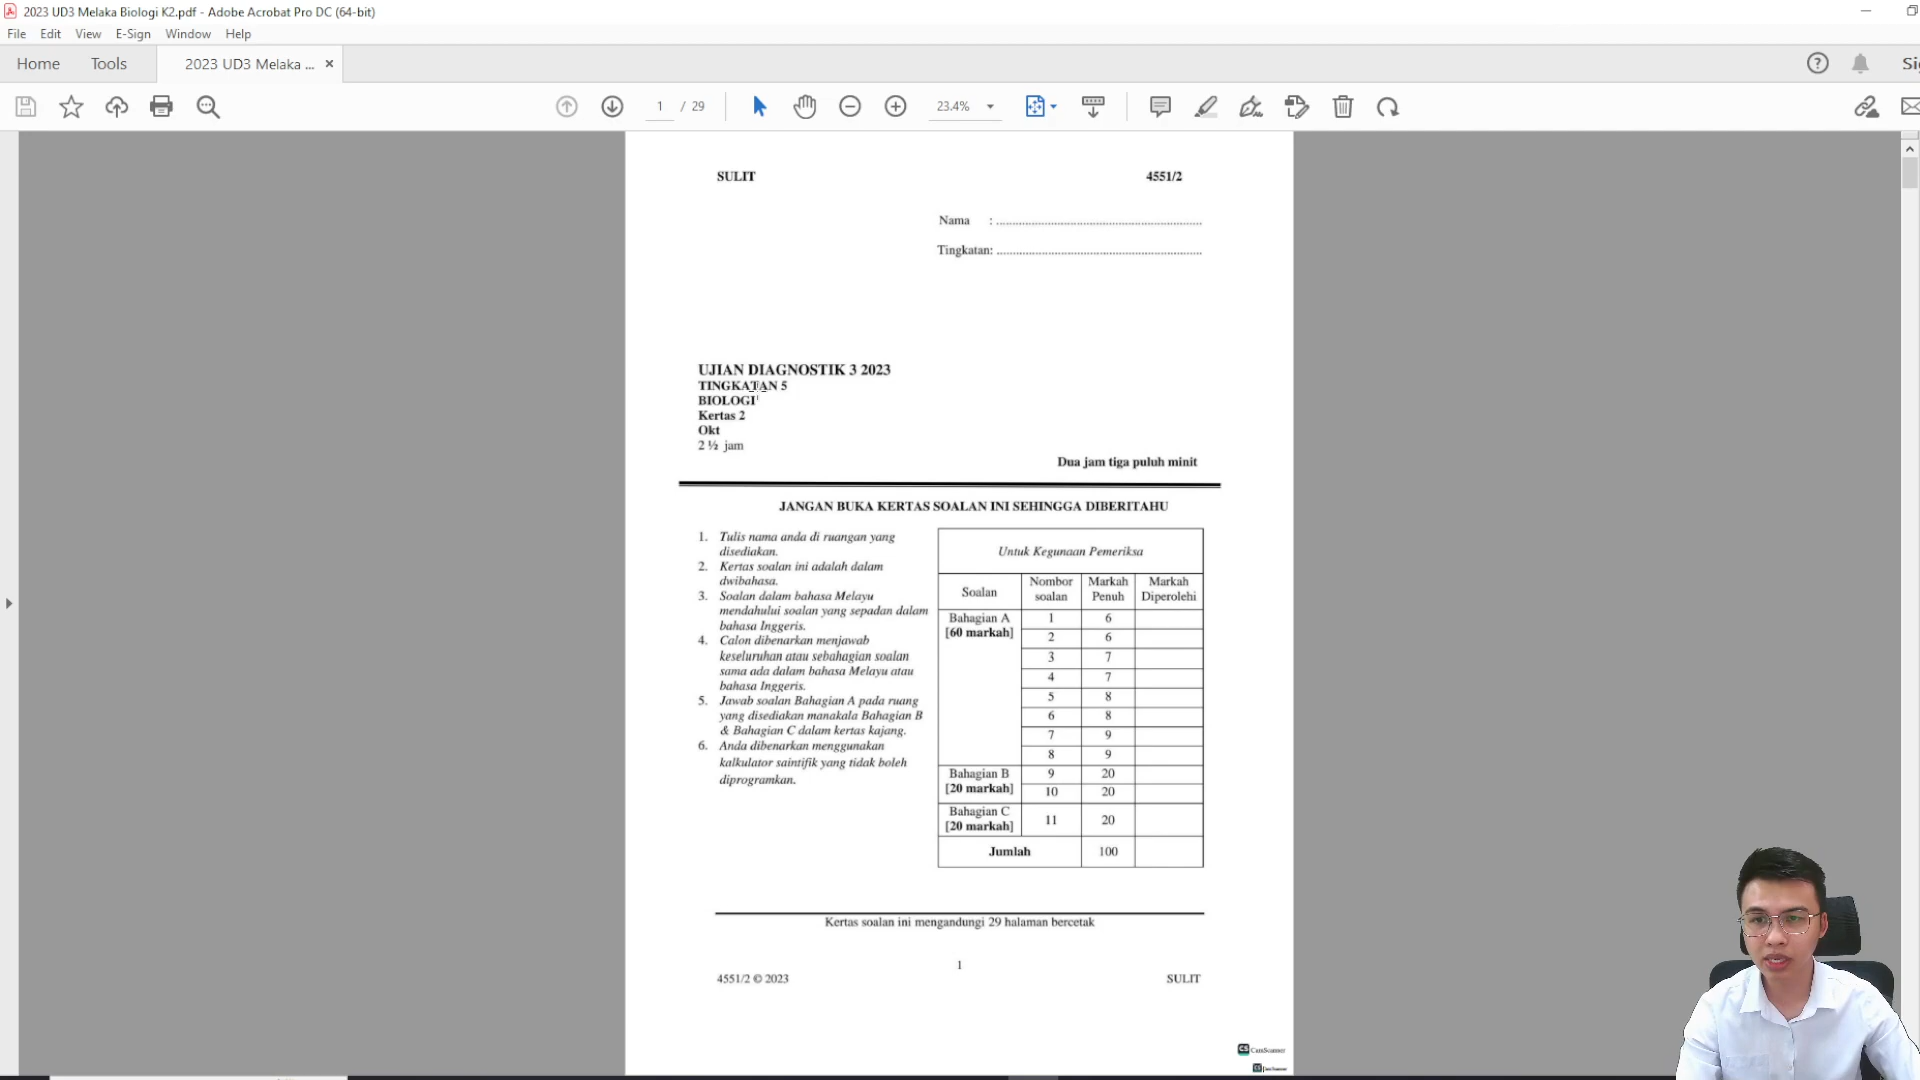 2023 UD3 Melaka Biologi K2.pdf - Adobe Acrobat Pro DC (64-bit)
File Edit View E-Sign Window Help
Home Tools 2023 UD3 Melaka ... ×
1 / 29 23.4%
SULIT 4551/2
Nama : ..........................................................
Tingkatan: ..........................................................
UJIAN DIAGNOSTIK 3 2023
TINGKATAN 5
BIOLOGI
Kertas 2
Okt
2 ½ jam
Dua jam tiga puluh minit
JANGAN BUKA KERTAS SOALAN INI SEHINGGA DIBERITAHU
1. Tulis nama anda di ruangan yang
disediakan.
2. Kertas soalan ini adalah dalam
dwibahasa.
3. Soalan dalam bahasa Melayu
mendahului soalan yang sepadan dalam
bahasa Inggeris.
4. Calon dibenarkan menjawab
keseluruhan atau sebahagian soalan
sama ada dalam bahasa Melayu atau
bahasa Inggeris.
5. Jawab soalan Bahagian A pada ruang
yang disediakan manakala Bahagian B
& Bahagian C dalam kertas kajang.
6. Anda dibenarkan menggunakan
kalkulator saintifik yang tidak boleh
diprogramkan.
Untuk Kegunaan Pemeriksa
Soalan Nombor soalan Markah Penuh Markah Diperolehi
Bahagian A 1 6
[60 markah] 2 6
3 7
4 7
5 8
6 8
7 9
8 9
Bahagian B 9 20
[20 markah] 10 20
Bahagian C
[20 markah] 11 20
Jumlah 100
Kertas soalan ini mengandungi 29 halaman bercetak
1
4551/2 © 2023 SULIT
CS CamScanner